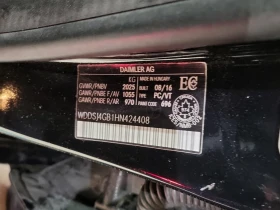 DAIMLER AG
MADE IN HUNGARY
EG
GVWR/PNBV 2025 BUILT 08/16
GAWR/PNBE F/AV 1055 TYPE PC/VT
GAWR/PNBE R/AR 970 PAINT CODE 696
WDDSJ4GB1HN424408